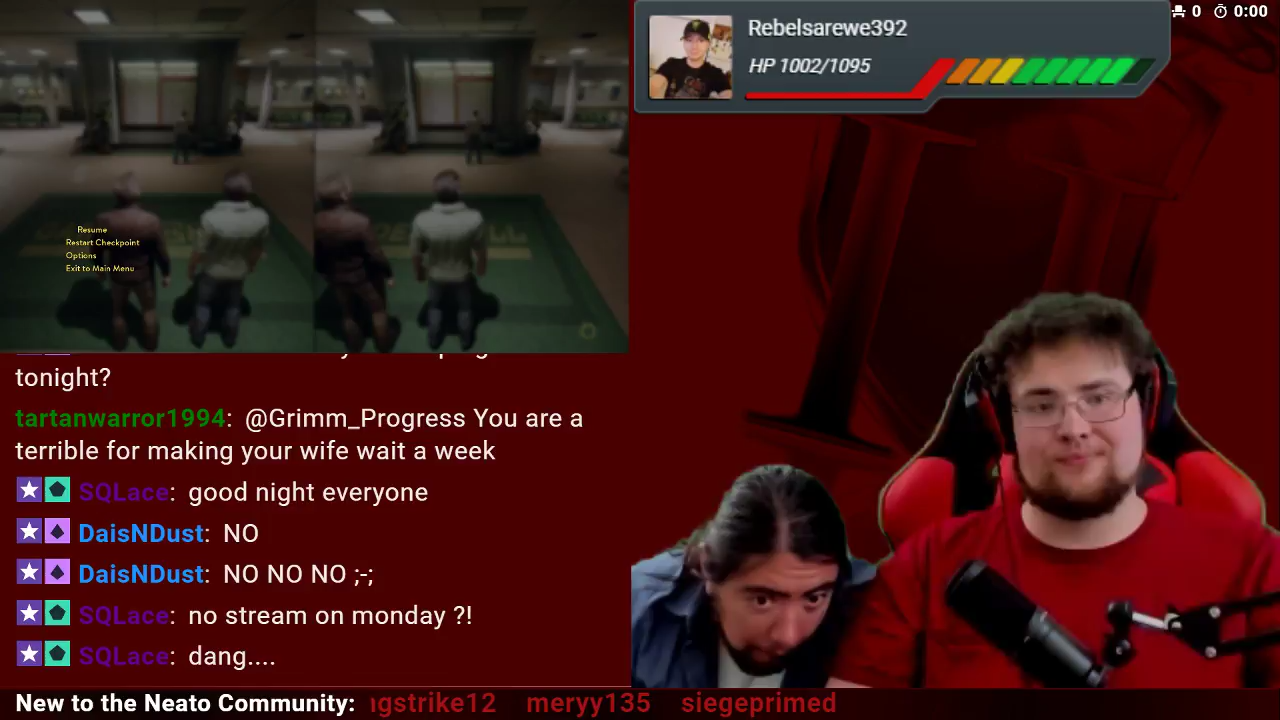 Rebelsarewe392
HP 1002/1095
0 0:00
Resume
Restart Checkpoint
Options
Exit to Main Menu
tonight?
tartanwarror1994: @Grimm_Progress You are a
terrible for making your wife wait a week
SQLace: good night everyone
DaisNDust: NO
DaisNDust: NO NO NO ;-;
SQLace: no stream on monday ?!
SQLace: dang....
New to the Neato Community: ngstrike12 meryy135 siegeprimed